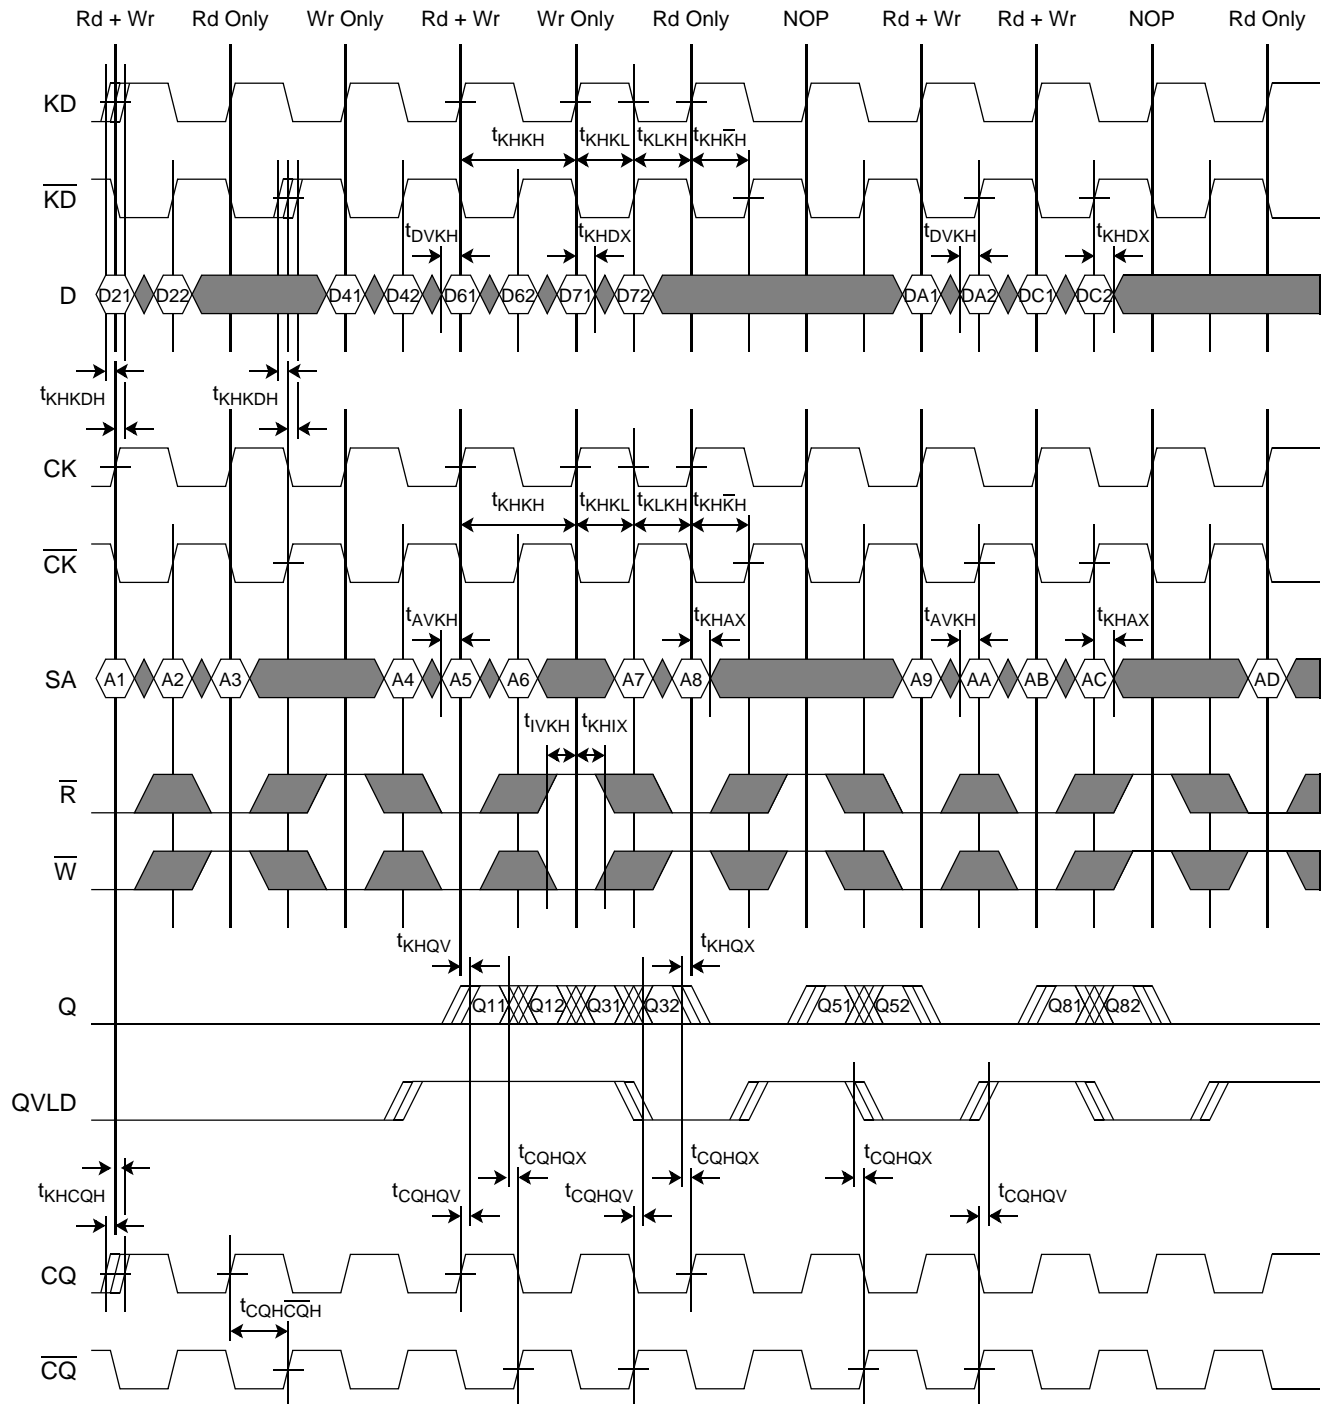 Rd + Wr Rd Only Wr Only Rd + Wr Wr Only Rd Only NOP Rd + Wr Rd + Wr NOP Rd Only
KD
tKHKH tKHKL tKLKH tKHK̅H
K̅D̅
tDVKH tKHDX tDVKH tKHDX
D D21 D22 D41 D42 D61 D62 D71 D72 DA1 DA2 DC1 DC2
tKHKDH tKHKDH
CK
tKHKH tKHKL tKLKH tKHK̅H
C̅K̅
tAVKH tKHAX tAVKH tKHAX
SA A1 A2 A3 A4 A5 A6 A7 A8 A9 AA AB AC AD
tIVKH tKHIX
R̅
W̅
tKHQV tKHQX
Q Q11 Q12 Q31 Q32 Q51 Q52 Q81 Q82
QVLD
tCQHQX tCQHQX tCQHQX
tKHCQH tCQHQV tCQHQV tCQHQV
CQ
tCQHC̅Q̅H
C̅Q̅